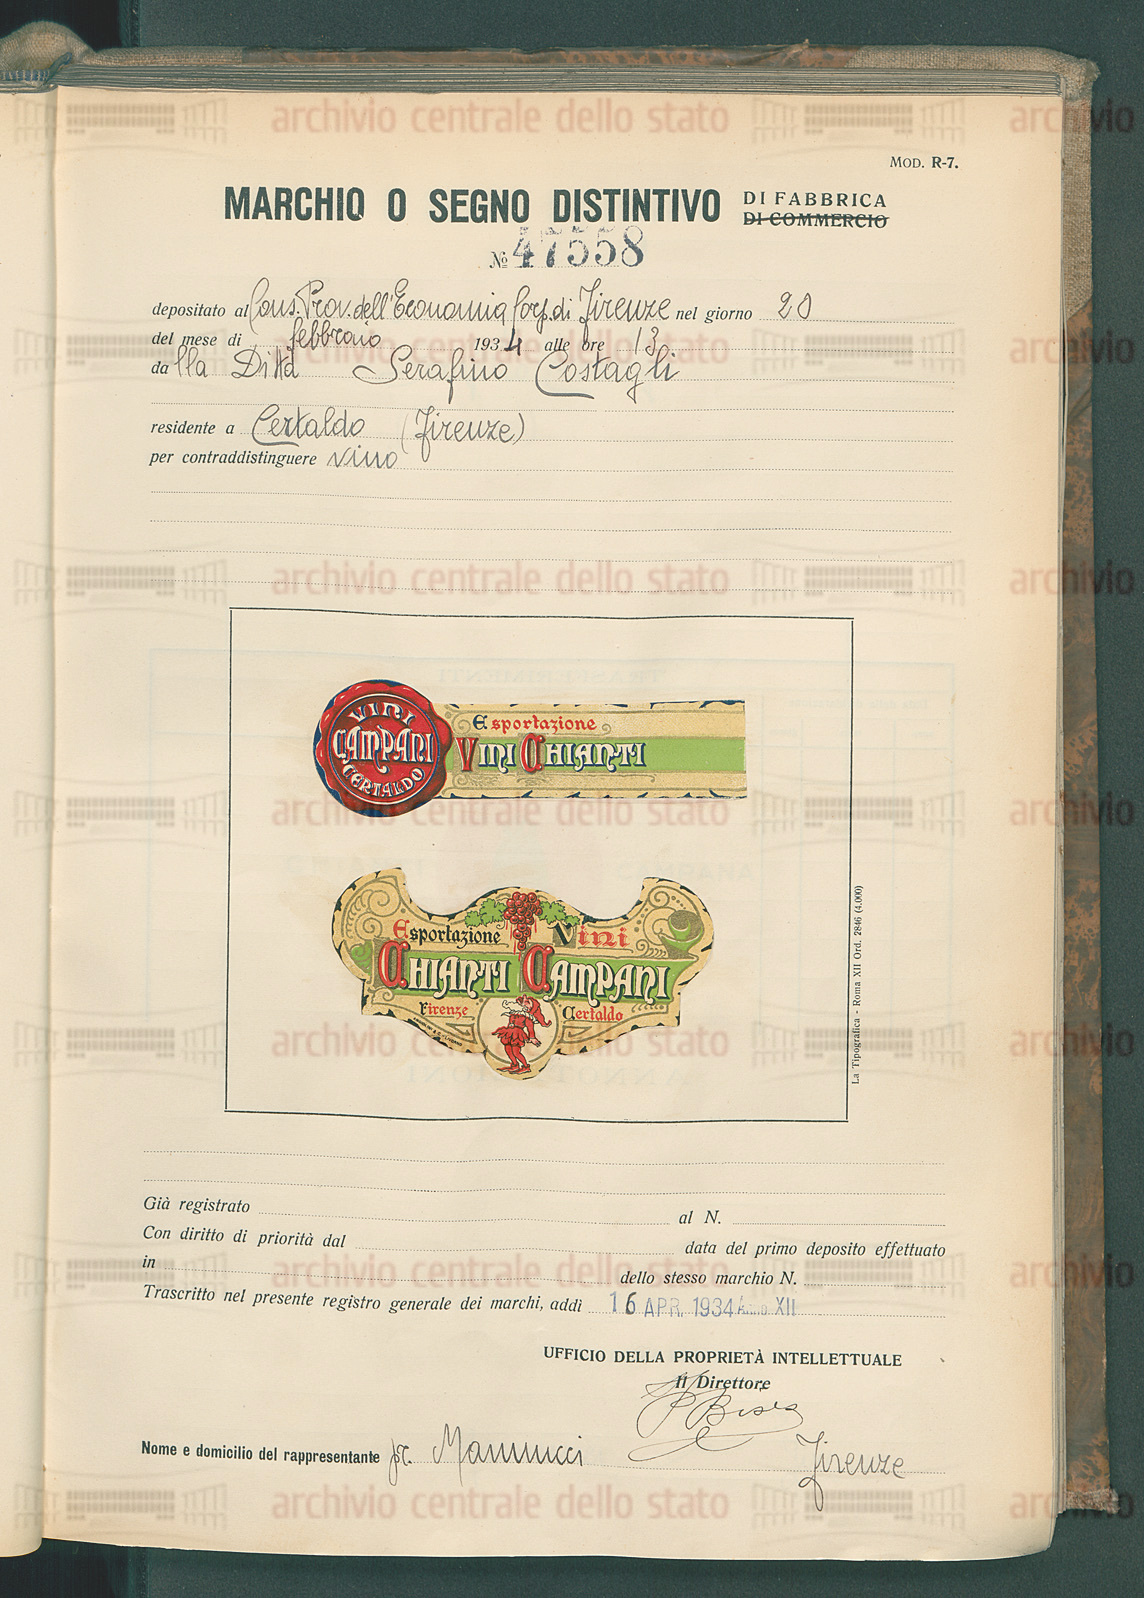 MOD. R-7.
MARCHIO O SEGNO DISTINTIVO DI FABBRICA
DI COMMERCIO
No 47558
depositato al Cons. Prov. dell'Economia Corp. di Firenze nel giorno 20
del mese di febbraio 1934 alle ore 13
dalla Ditta Serafino Costagli
residente a Certaldo (Firenze)
per contraddistinguere vino
VINI
CAMPANI
CERTALDO
Esportazione
VINI CHIANTI
Esportazione Vini
CHIANTI CAMPANI
Firenze Certaldo
La Tipografica - Roma XII Ord. 2846 (4.000)
Già registrato al N.
Con diritto di priorità dal data del primo deposito effettuato
in dello stesso marchio N.
Trascritto nel presente registro generale dei marchi, addì 16 APR. 1934 Anno XII
UFFICIO DELLA PROPRIETÀ INTELLETTUALE
Il Direttore
Nome e domicilio del rappresentante Mannucci Firenze
archivio centrale dello stato